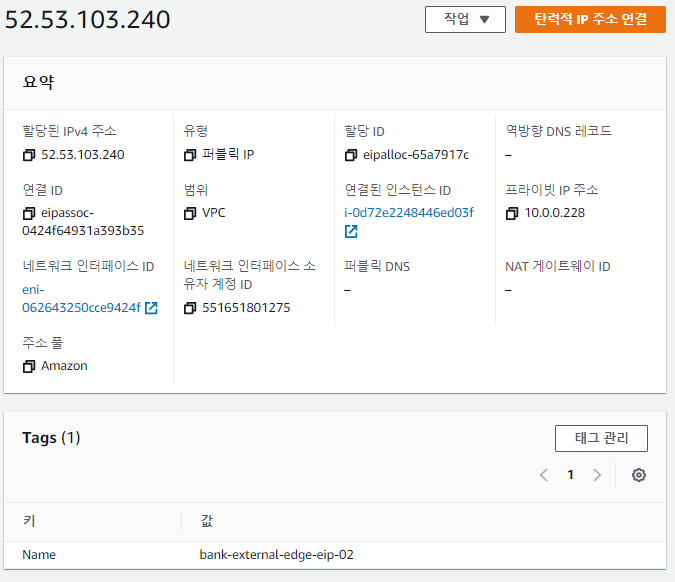 52.53.103.240
작업
탄력적 IP 주소 연결
요약
할당된 IPv4 주소
52.53.103.240
유형
퍼블릭 IP
할당 ID
eipalloc-65a7917c
역방향 DNS 레코드
–
연결 ID
eipassoc-
0424f64931a393b35
범위
VPC
연결된 인스턴스 ID
i-0d72e2248446ed03f
프라이빗 IP 주소
10.0.0.228
네트워크 인터페이스 ID
eni-
062643250cce9424f
네트워크 인터페이스 소
유자 계정 ID
551651801275
퍼블릭 DNS
–
NAT 게이트웨이 ID
–
주소 풀
Amazon
Tags (1)
태그 관리
1
키
값
Name
bank-external-edge-eip-02